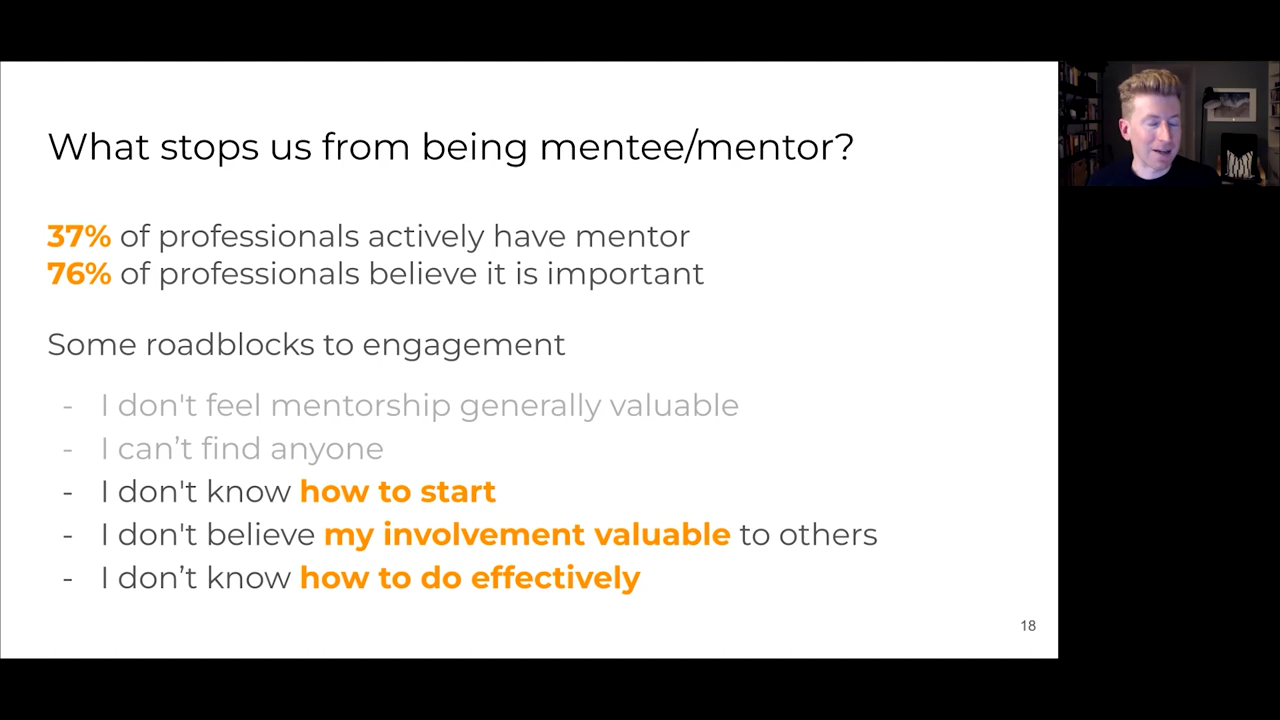 What stops us from being mentee/mentor?
37% of professionals actively have mentor
76% of professionals believe it is important
Some roadblocks to engagement
- I don't feel mentorship generally valuable
- I can’t find anyone
- I don't know how to start
- I don't believe my involvement valuable to others
- I don’t know how to do effectively
18